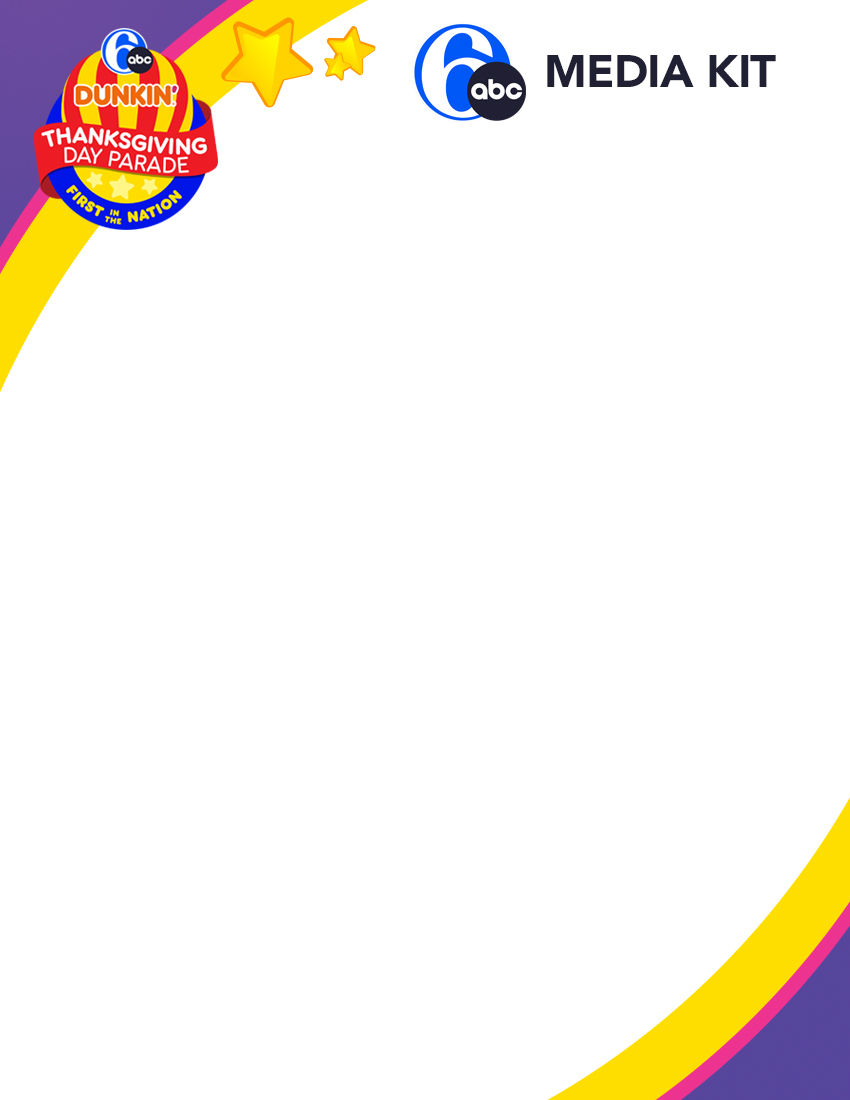 6
abc
DUNKIN'
THANKSGIVING
DAY PARADE
FIRST IN THE NATION
6
abc
MEDIA KIT